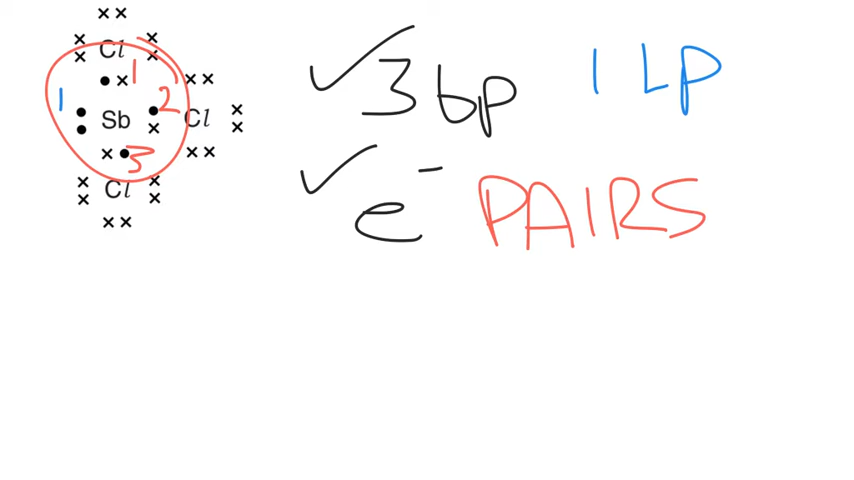 Cl
1
1 Sb 2 Cl
3
Cl
3 bp 1 LP
e⁻ PAIRS